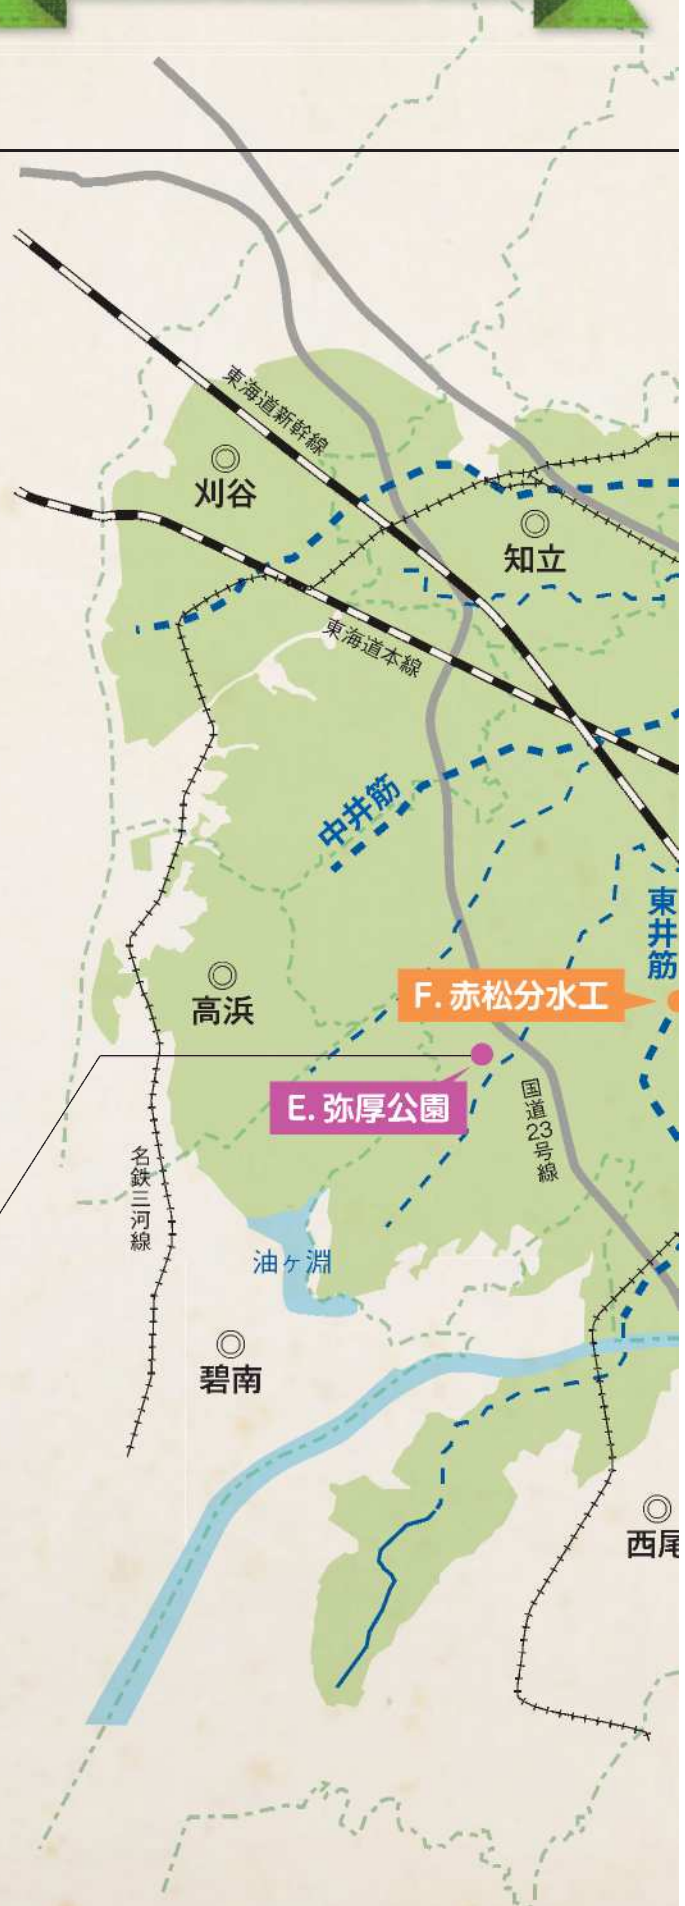 東海道新幹線
刈谷
知立
東海道本線
中井筋
東井筋
高浜
F. 赤松分水工
E. 弥厚公園
国道23号線
名鉄三河線
油ヶ淵
碧南
西尾